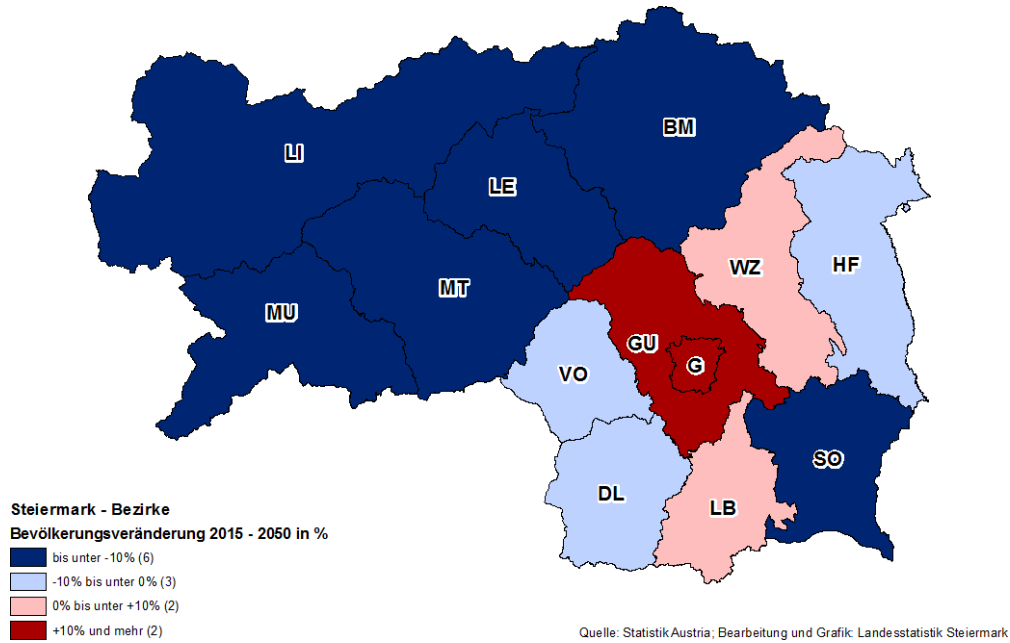 BM
LI
LE
WZ
HF
MT
MU
GU
G
VO
SO
DL
LB
Steiermark - Bezirke
Bevölkerungsveränderung 2015 - 2050 in %
bis unter -10% (6)
-10% bis unter 0% (3)
0% bis unter +10% (2)
+10% und mehr (2)
Quelle: Statistik Austria; Bearbeitung und Grafik: Landesstatistik Steiermark